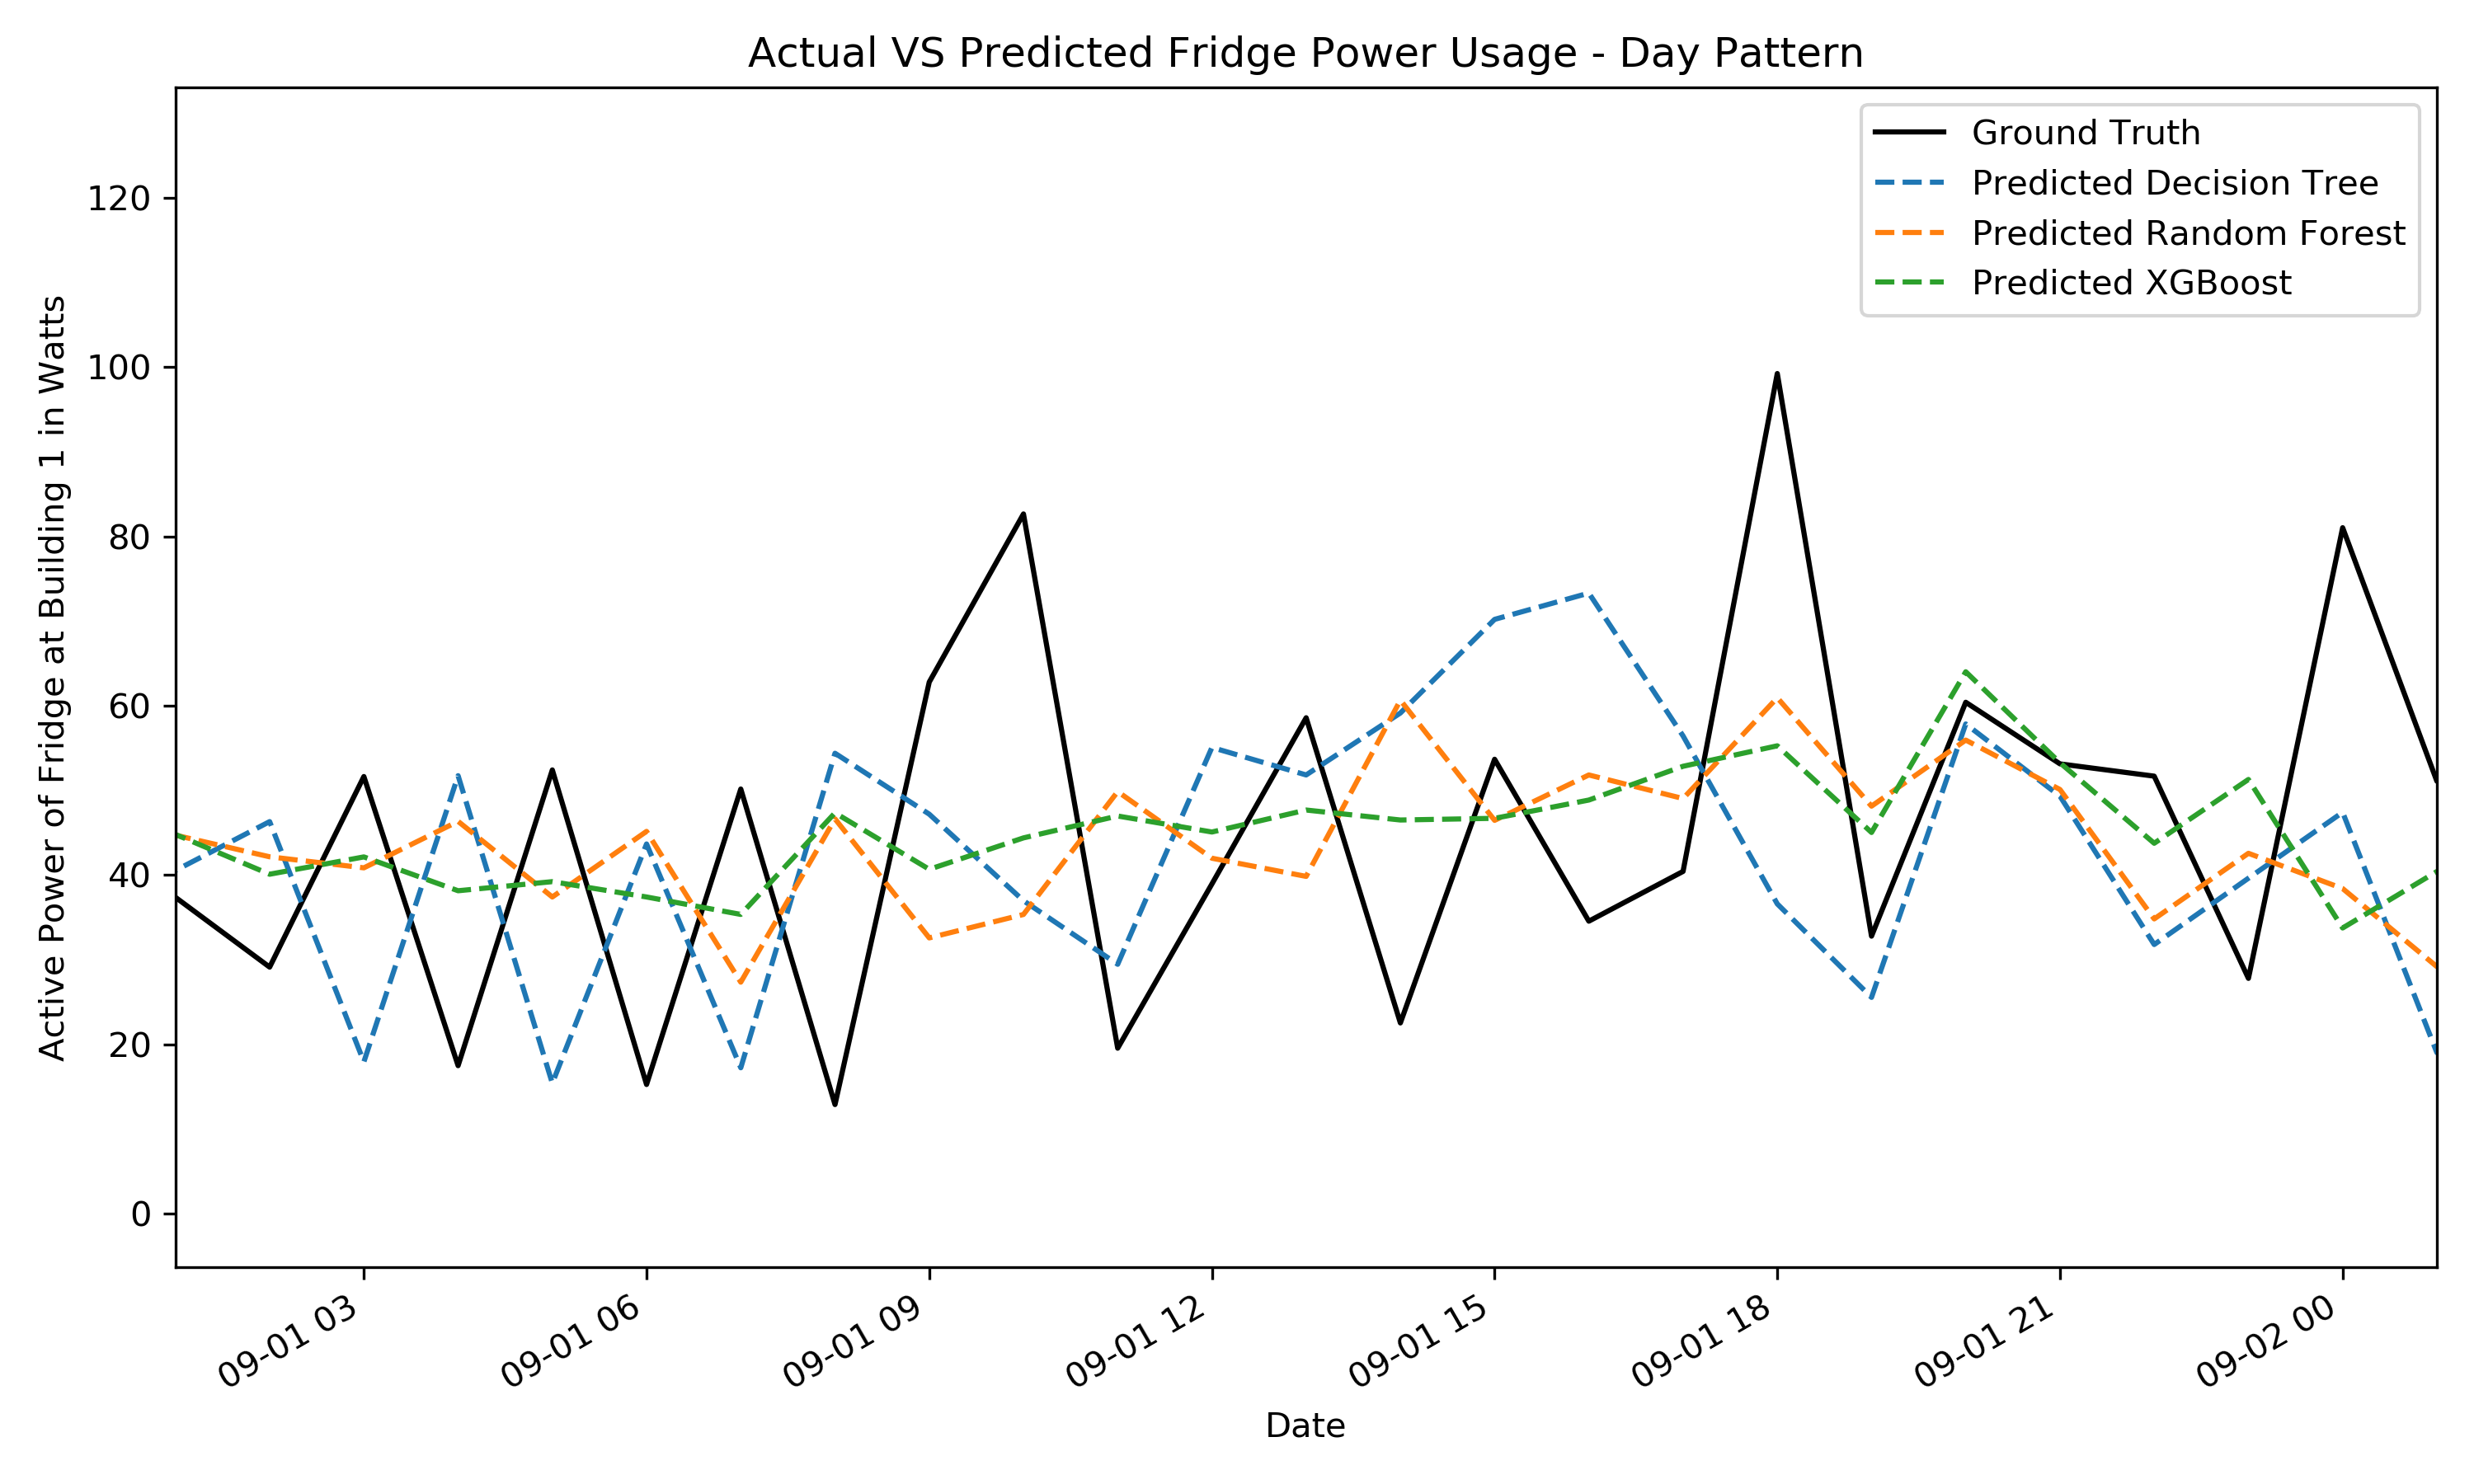 Actual VS Predicted Fridge Power Usage - Day Pattern
Ground Truth
Predicted Decision Tree
Predicted Random Forest
Predicted XGBoost
Active Power of Fridge at Building 1 in Watts
120
100
80
60
40
20
0
09-01 03
09-01 06
09-01 09
09-01 12
09-01 15
09-01 18
09-01 21
09-02 00
Date